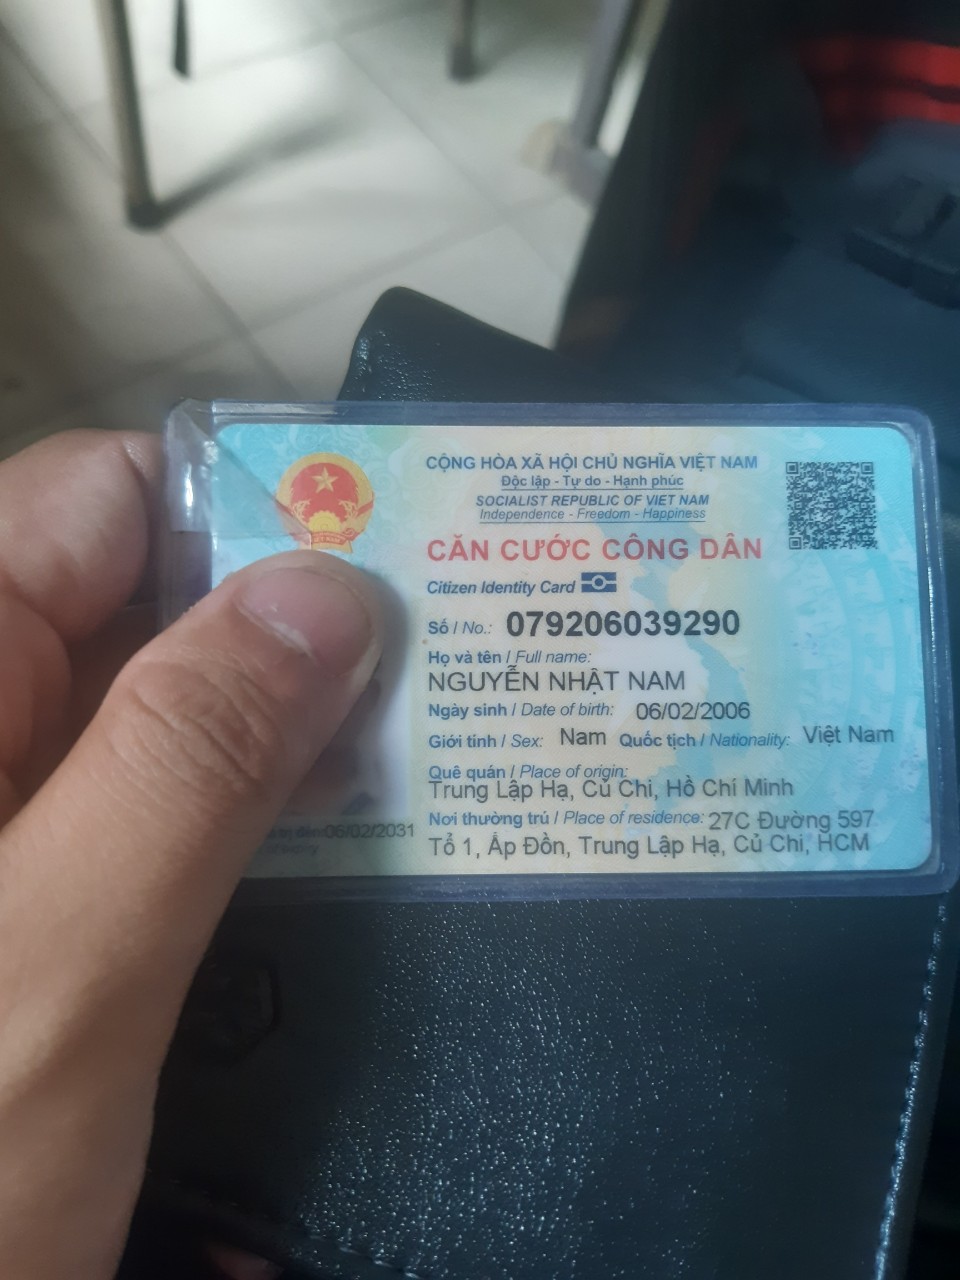 CỘNG HÒA XÃ HỘI CHỦ NGHĨA VIỆT NAM
Độc lập - Tự do - Hạnh phúc
SOCIALIST REPUBLIC OF VIET NAM
Independence - Freedom - Happiness
CĂN CƯỚC CÔNG DÂN
Citizen Identity Card
Số / No.: 079206039290
Họ và tên / Full name:
NGUYỄN NHẬT NAM
Ngày sinh / Date of birth: 06/02/2006
Giới tính / Sex: Nam Quốc tịch / Nationality: Việt Nam
Quê quán / Place of origin:
Trung Lập Hạ, Củ Chi, Hồ Chí Minh
Nơi thường trú / Place of residence: 27C Đường 597
Tổ 1, Ấp Đồn, Trung Lập Hạ, Củ Chi, HCM
06/02/2031